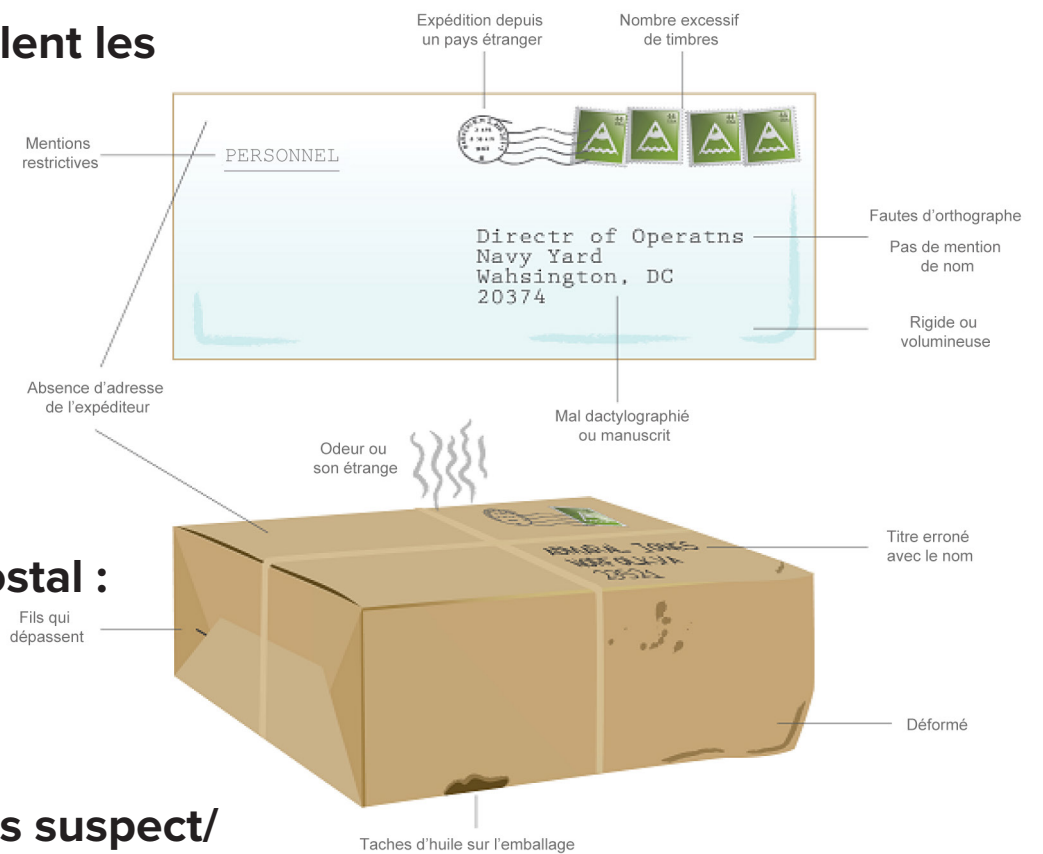 lent les
Expédition depuis
un pays étranger
Nombre excessif
de timbres
Mentions
restrictives
PERSONNEL
Directr of Operatns
Navy Yard
Wahsington, DC
20374
Fautes d'orthographe
Pas de mention
de nom
Rigide ou
volumineuse
Absence d'adresse
de l'expéditeur
Mal dactylographié
ou manuscrit
Odeur ou
son étrange
Titre erroné
avec le nom
ostal :
Fils qui
dépassent
Déformé
s suspect/
Taches d'huile sur l'emballage